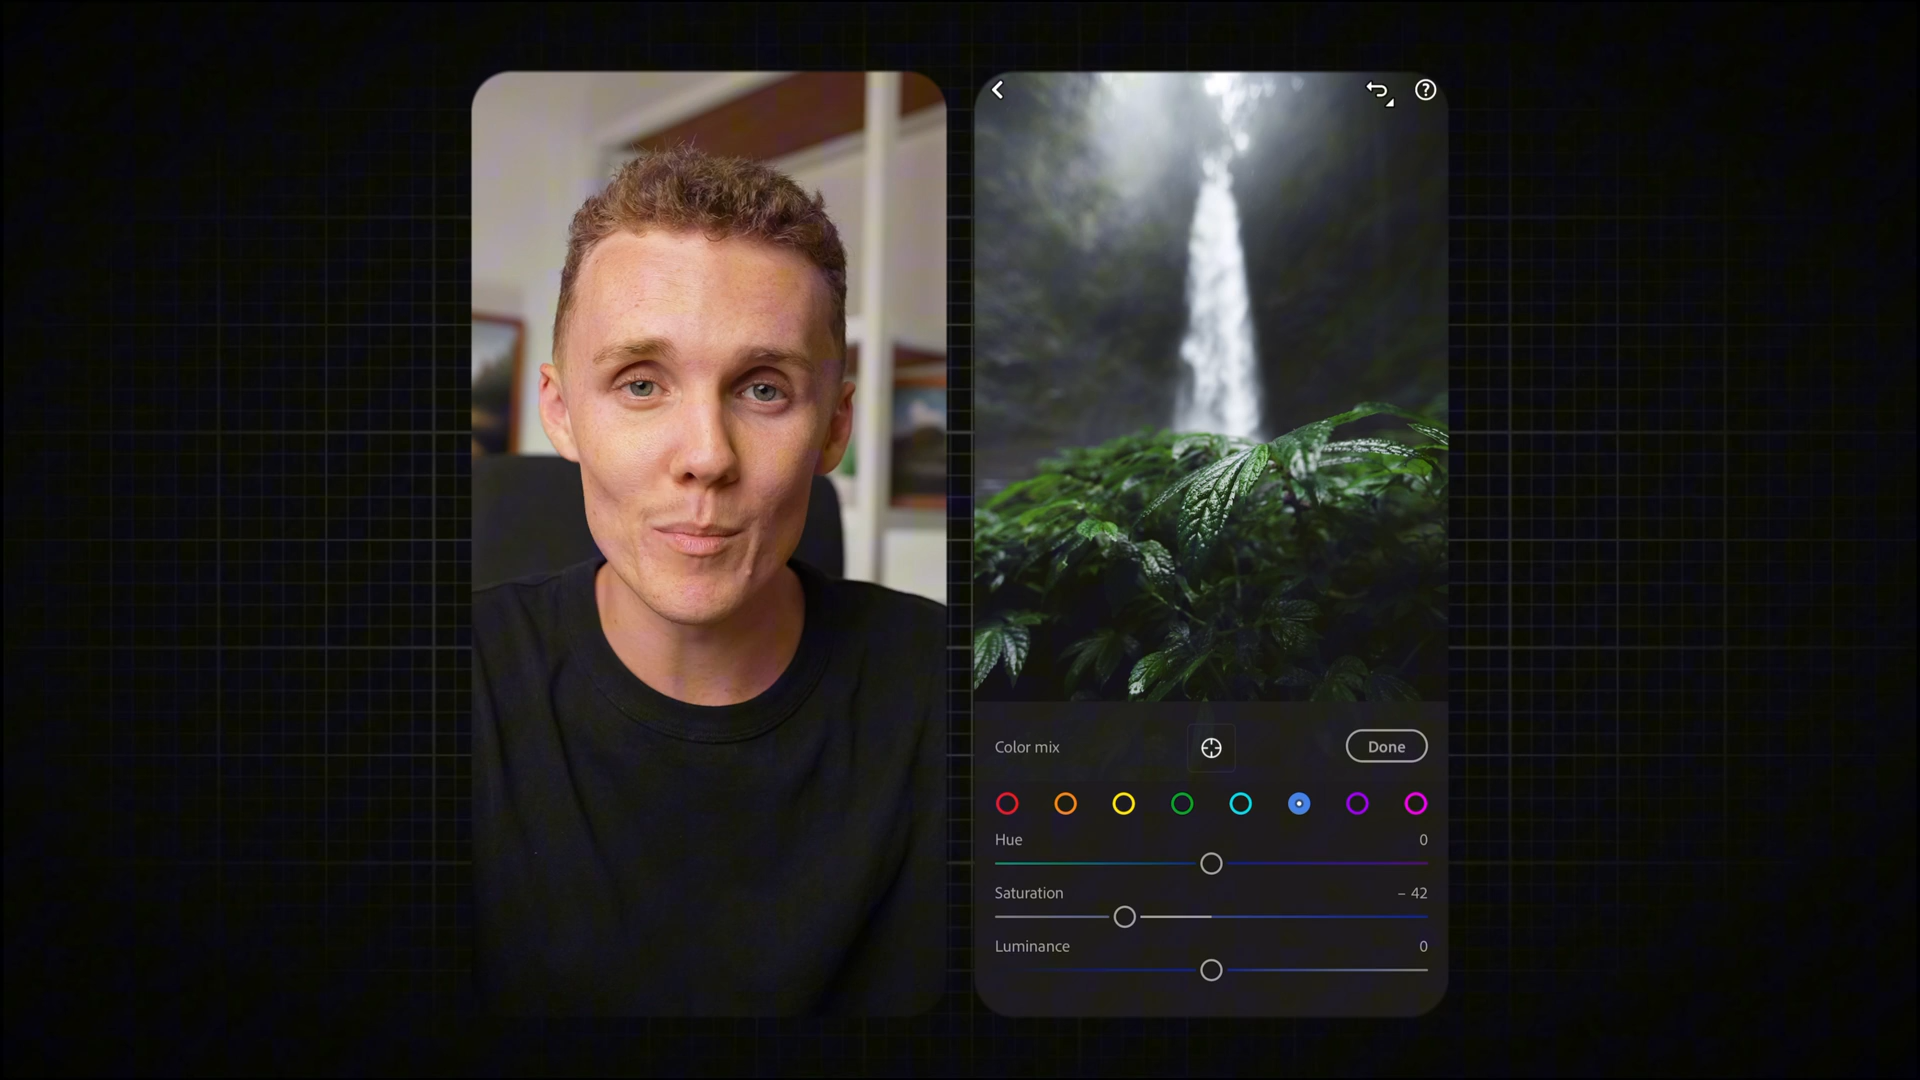 Color mix
Done
Hue
0
Saturation
– 42
Luminance
0